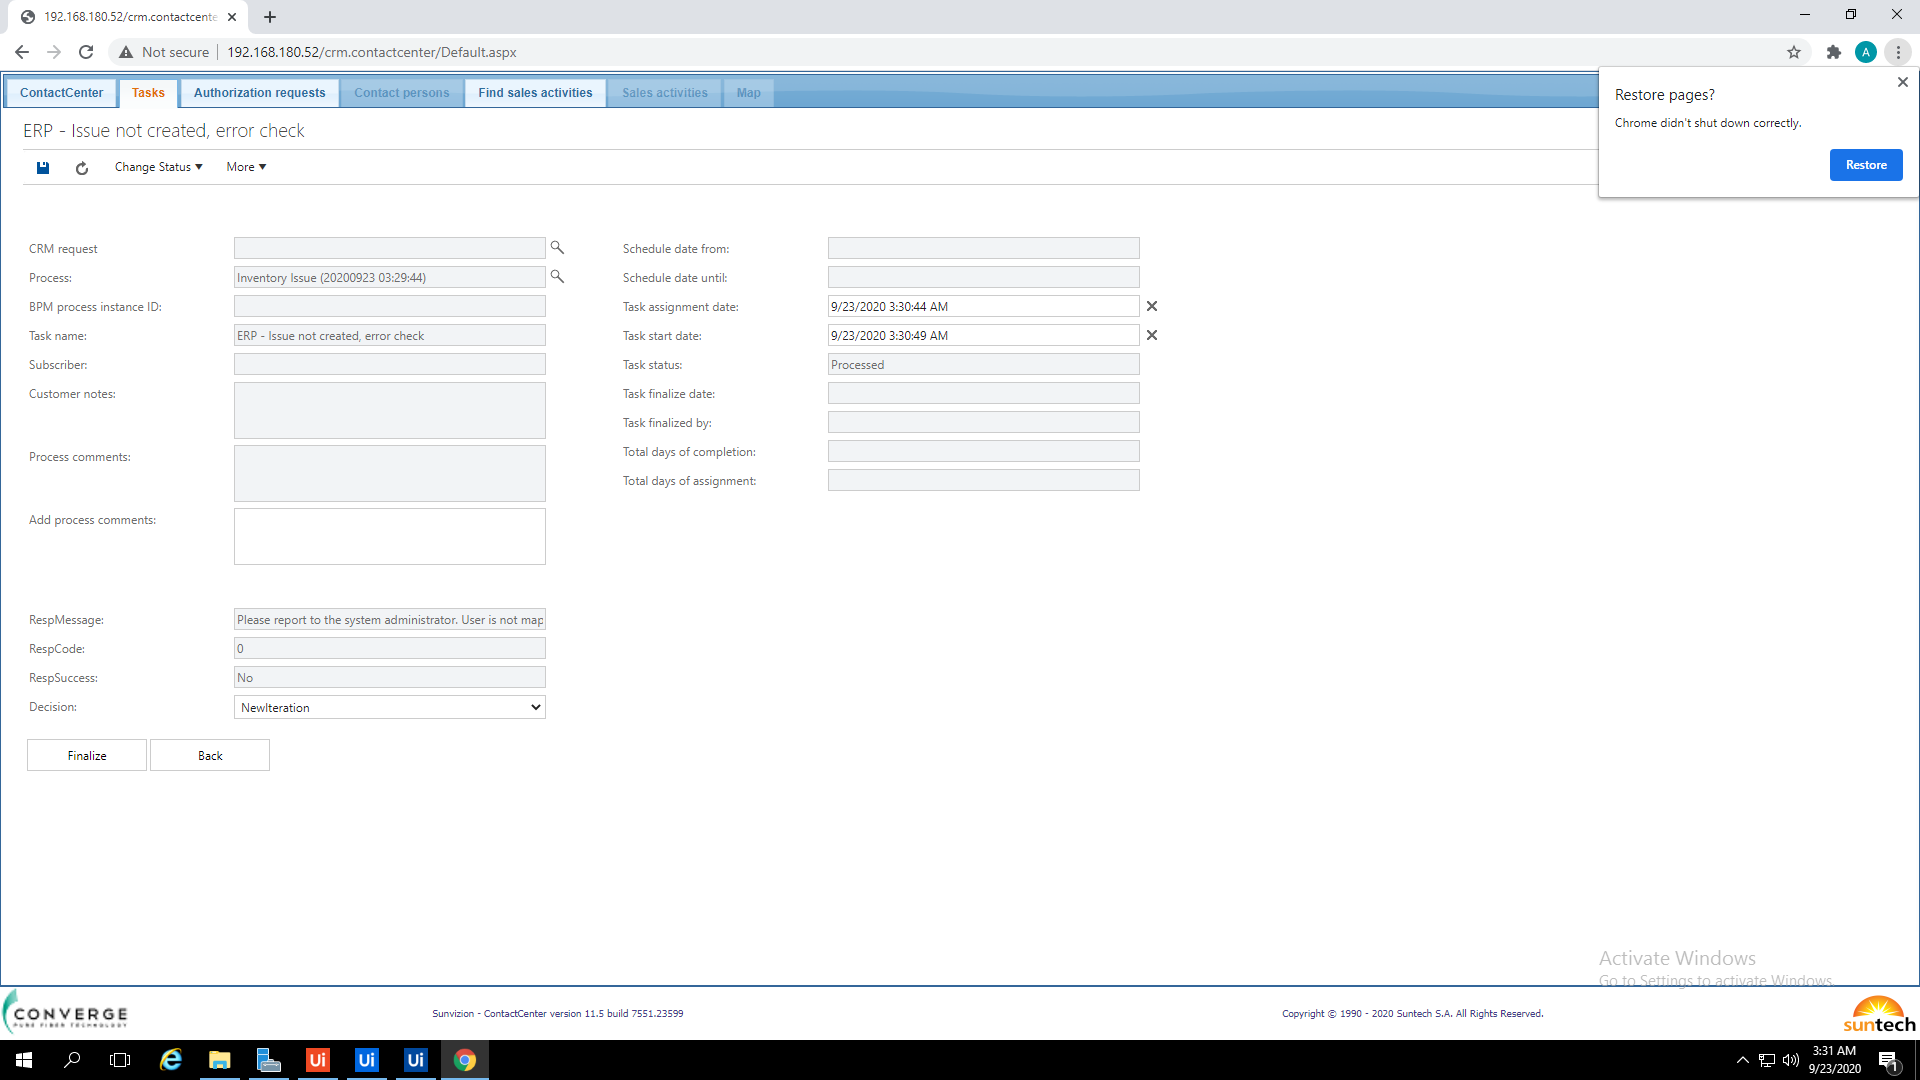 192.168.180.52/crm.contactcente
Not secure
192.168.180.52/crm.contactcenter/Default.aspx
A
ContactCenter
Tasks
Authorization requests
Contact persons
Find sales activities
Sales activities
Map
Restore pages?
Chrome didn't shut down correctly.
Restore
ERP - Issue not created, error check
Change Status
More
CRM request
Process: Inventory Issue (20200923 03:29:44)
BPM process instance ID:
Task name: ERP - Issue not created, error check
Subscriber:
Customer notes:
Process comments:
Add process comments:
Schedule date from:
Schedule date until:
Task assignment date: 9/23/2020 3:30:44 AM
Task start date: 9/23/2020 3:30:49 AM
Task status: Processed
Task finalize date:
Task finalized by:
Total days of completion:
Total days of assignment:
RespMessage: Please report to the system administrator. User is not map
RespCode: 0
RespSuccess: No
Decision: NewIteration
Finalize
Back
Activate Windows
Go to Settings to activate Windows.
CONVERGE
PURE FIBER TECHNOLOGY
Sunvizion - ContactCenter version 11.5 build 7551.23599
Copyright © 1990 - 2020 Suntech S.A. All Rights Reserved.
suntech
Ui
Ui
Ui
3:31 AM
9/23/2020
1